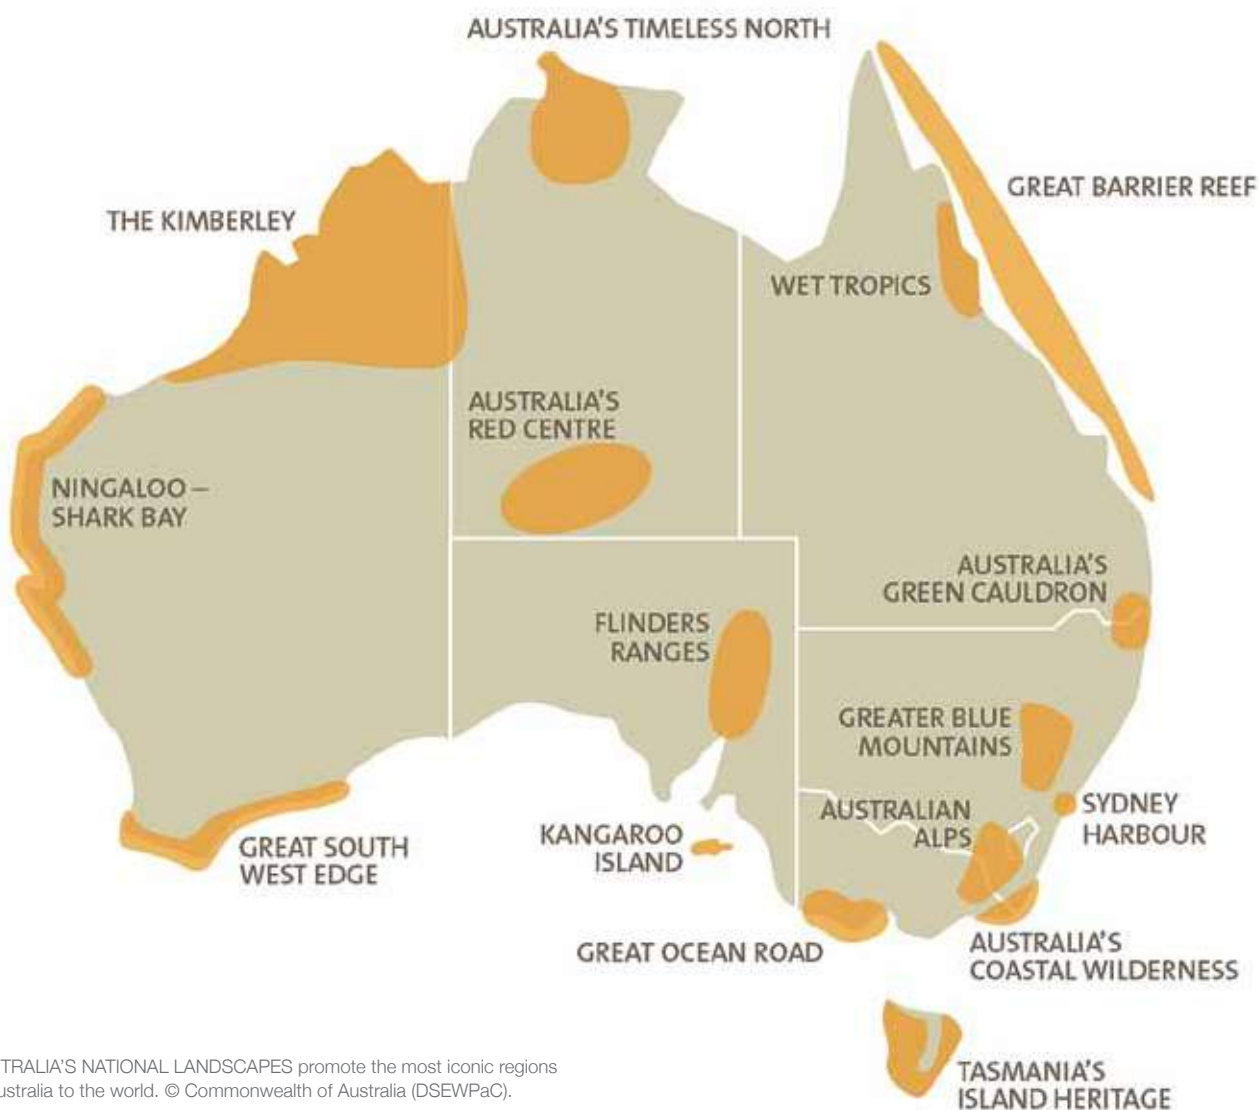 AUSTRALIA'S TIMELESS NORTH
GREAT BARRIER REEF
THE KIMBERLEY
WET TROPICS
AUSTRALIA'S
RED CENTRE
NINGALOO –
SHARK BAY
AUSTRALIA'S
GREEN CAULDRON
FLINDERS
RANGES
GREATER BLUE
MOUNTAINS
SYDNEY
HARBOUR
AUSTRALIAN
ALPS
KANGAROO
ISLAND
GREAT SOUTH
WEST EDGE
GREAT OCEAN ROAD
AUSTRALIA'S
COASTAL WILDERNESS
TRALIA'S NATIONAL LANDSCAPES promote the most iconic regions
ustralia to the world. © Commonwealth of Australia (DSEWPaC).
TASMANIA'S
ISLAND HERITAGE